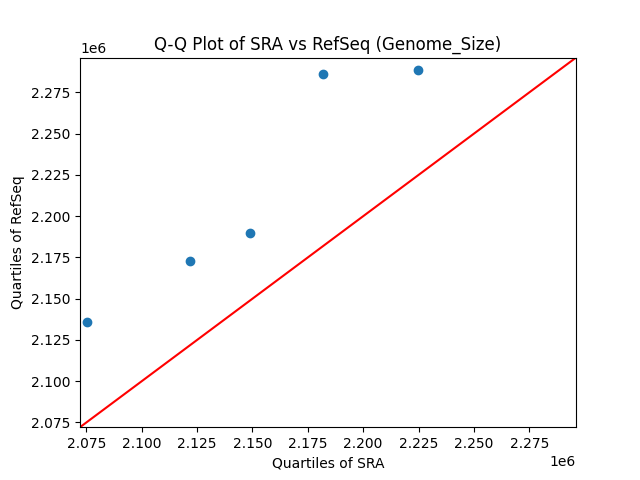 Q-Q Plot of SRA vs RefSeq (Genome_Size)
1e6
2.275
2.250
2.225
2.200
2.175
2.150
2.125
2.100
2.075
Quartiles of RefSeq
2.075 2.100 2.125 2.150 2.175 2.200 2.225 2.250 2.275
Quartiles of SRA
1e6